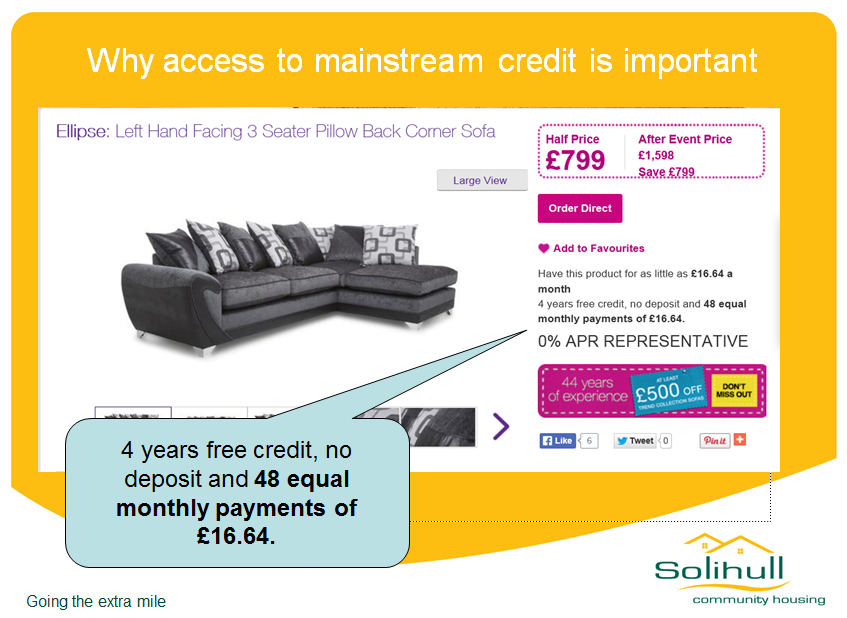 Why access to mainstream credit is important
Ellipse: Left Hand Facing 3 Seater Pillow Back Corner Sofa
Large View
Half Price
£799
After Event Price
£1,598
Save £799
Order Direct
Add to Favourites
Have this product for as little as £16.64 a
month
4 years free credit, no deposit and 48 equal
monthly payments of £16.64.
0% APR REPRESENTATIVE
44 years
of experience
AT LEAST
£500 OFF
TREND COLLECTION SOFAS
DON'T
MISS OUT
Like 6
Tweet 0
Pin it
4 years free credit, no
deposit and 48 equal
monthly payments of
£16.64.
Solihull
community housing
Going the extra mile